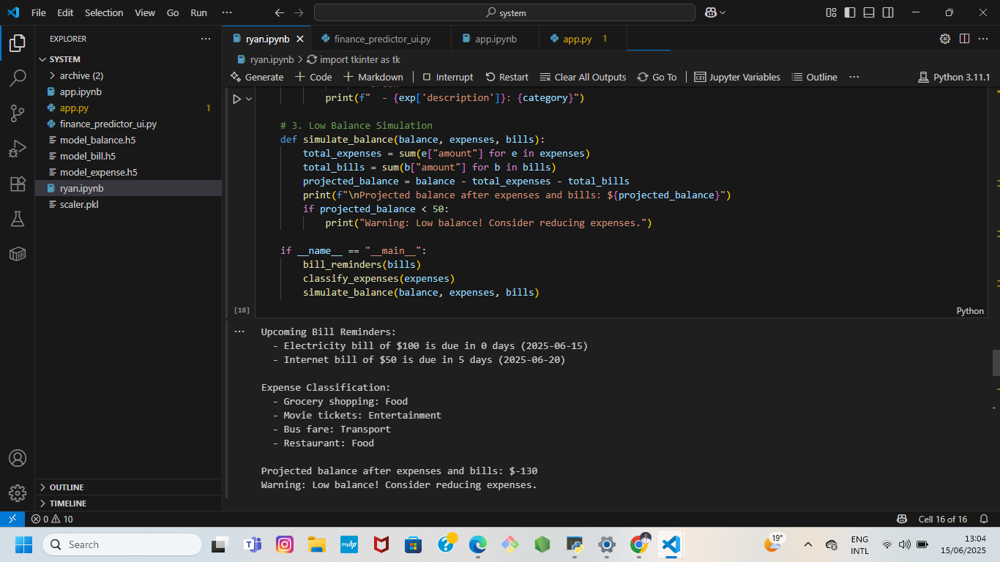 File Edit Selection View Go Run ···
system
EXPLORER ···
SYSTEM
archive (2)
app.ipynb
app.py 1
finance_predictor_ui.py
model_balance.h5
model_bill.h5
model_expense.h5
ryan.ipynb
scaler.pkl
OUTLINE
TIMELINE
ryan.ipynb finance_predictor_ui.py app.ipynb app.py 1 ···
ryan.ipynb > import tkinter as tk
Generate + Code + Markdown Interrupt Restart Clear All Outputs Go To Jupyter Variables Outline ··· Python 3.11.1
print(f"  - {exp['description']}: {category}")
# 3. Low Balance Simulation
def simulate_balance(balance, expenses, bills):
total_expenses = sum(e["amount"] for e in expenses)
total_bills = sum(b["amount"] for b in bills)
projected_balance = balance - total_expenses - total_bills
print(f"\nProjected balance after expenses and bills: ${projected_balance}")
if projected_balance < 50:
print("Warning: Low balance! Consider reducing expenses.")
if __name__ == "__main__":
bill_reminders(bills)
classify_expenses(expenses)
simulate_balance(balance, expenses, bills)
[18] Python
··· Upcoming Bill Reminders:
- Electricity bill of $100 is due in 0 days (2025-06-15)
- Internet bill of $50 is due in 5 days (2025-06-20)
Expense Classification:
- Grocery shopping: Food
- Movie tickets: Entertainment
- Bus fare: Transport
- Restaurant: Food
Projected balance after expenses and bills: $-130
Warning: Low balance! Consider reducing expenses.
0 10 Cell 16 of 16
Search myhp 19° ENG INTL 13:04 15/06/2025